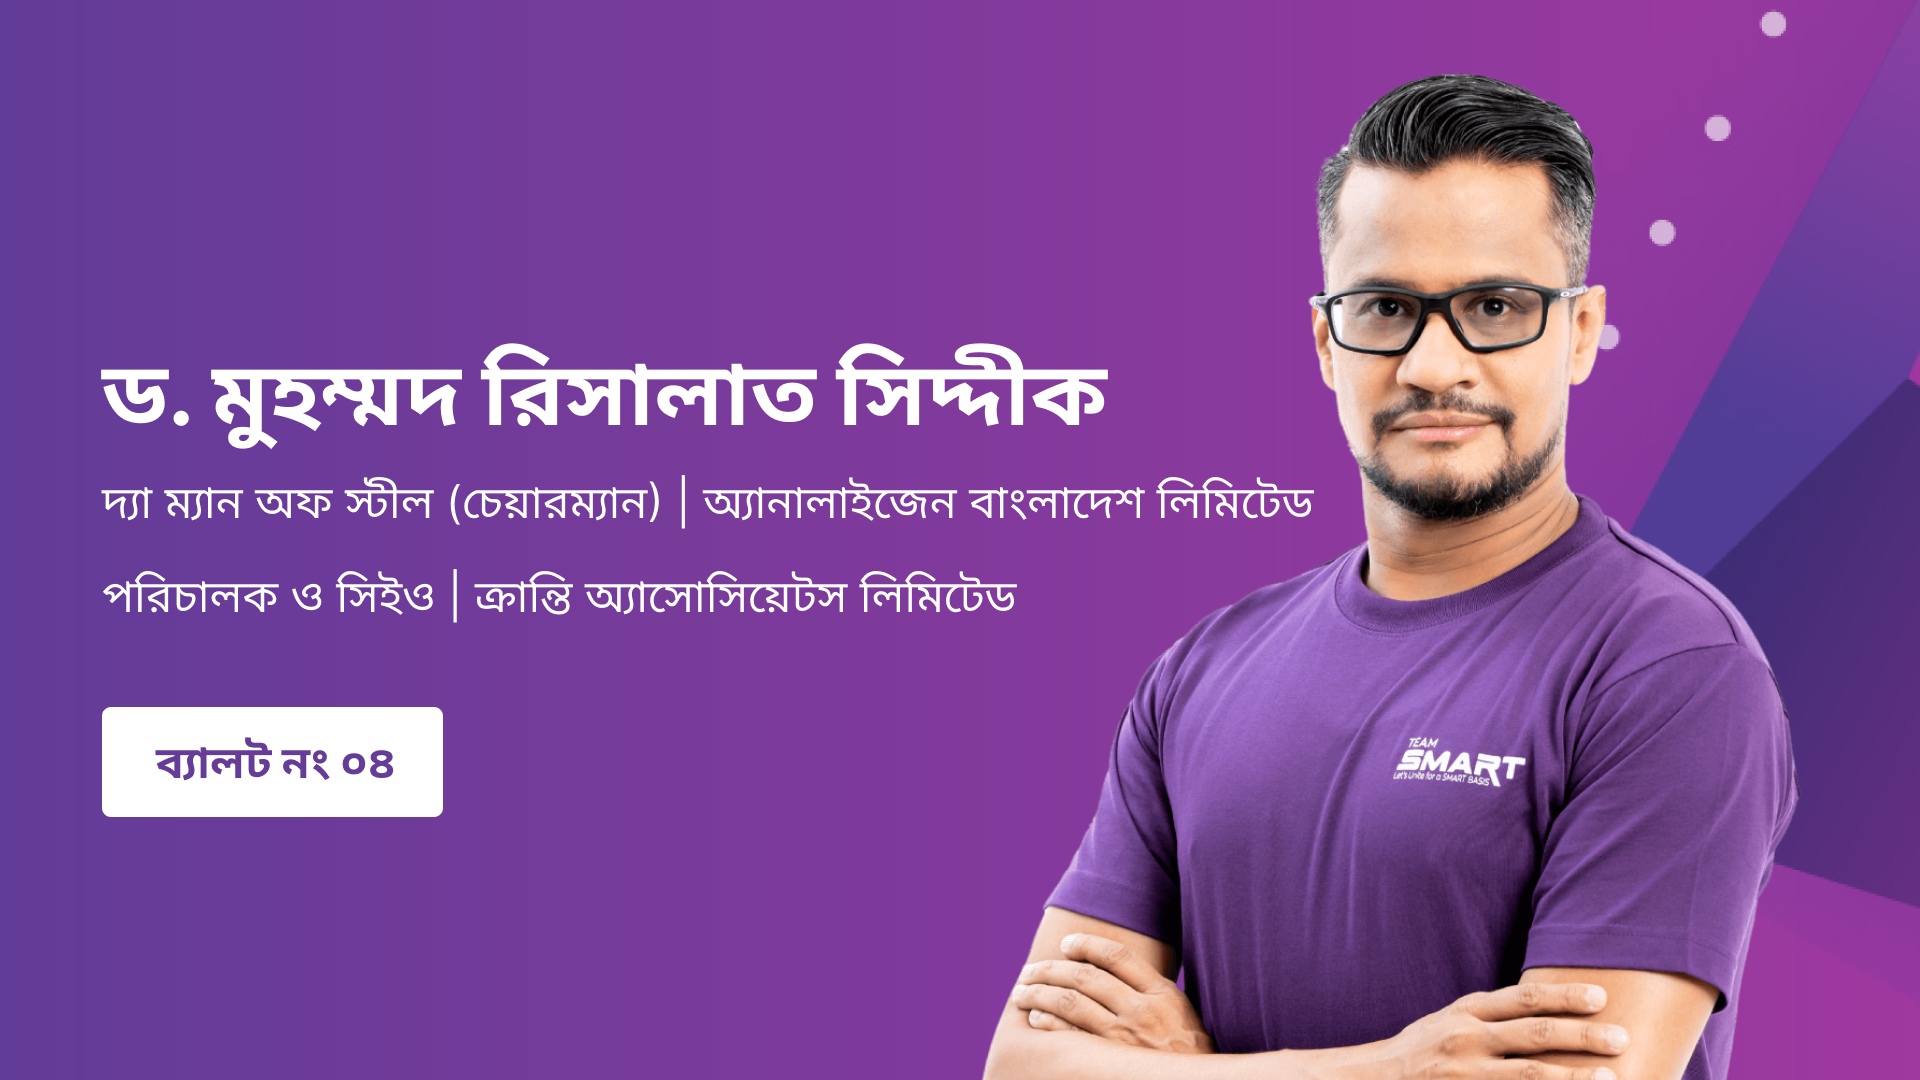 ড. মুহম্মদ রিসালাত সিদ্দীক
দ্যা ম্যান অফ স্টীল (চেয়ারম্যান) | অ্যানালাইজেন বাংলাদেশ লিমিটেড
পরিচালক ও সিইও | ক্রান্তি অ্যাসোসিয়েটস লিমিটেড
ব্যালট নং ০৪
TEAM
SMART
Let's Unite for a SMART BASIS